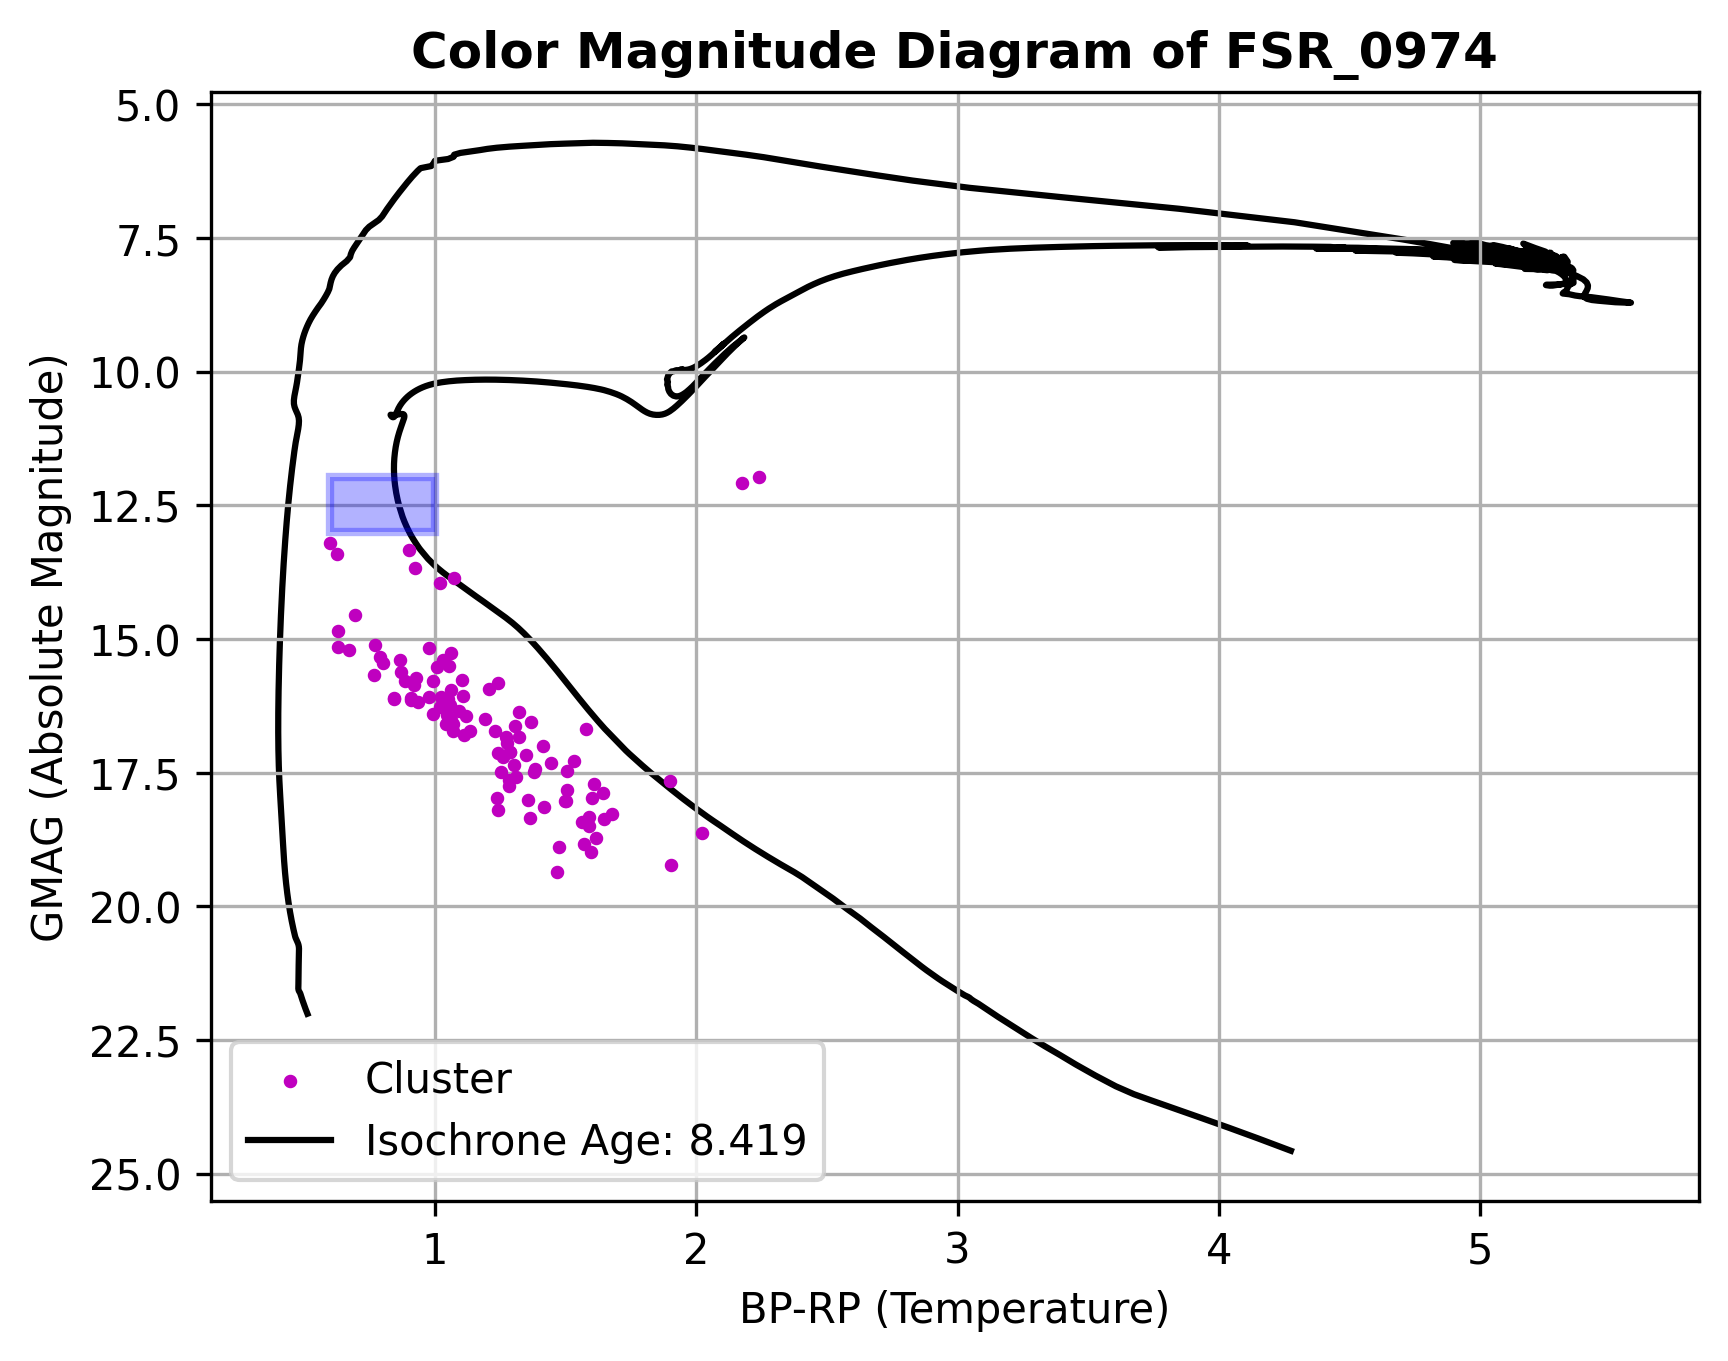 Color Magnitude Diagram of FSR_0974
GMAG (Absolute Magnitude)
5.0
7.5
10.0
12.5
15.0
17.5
20.0
22.5
25.0
Cluster
Isochrone Age: 8.419
1 2 3 4 5
BP-RP (Temperature)